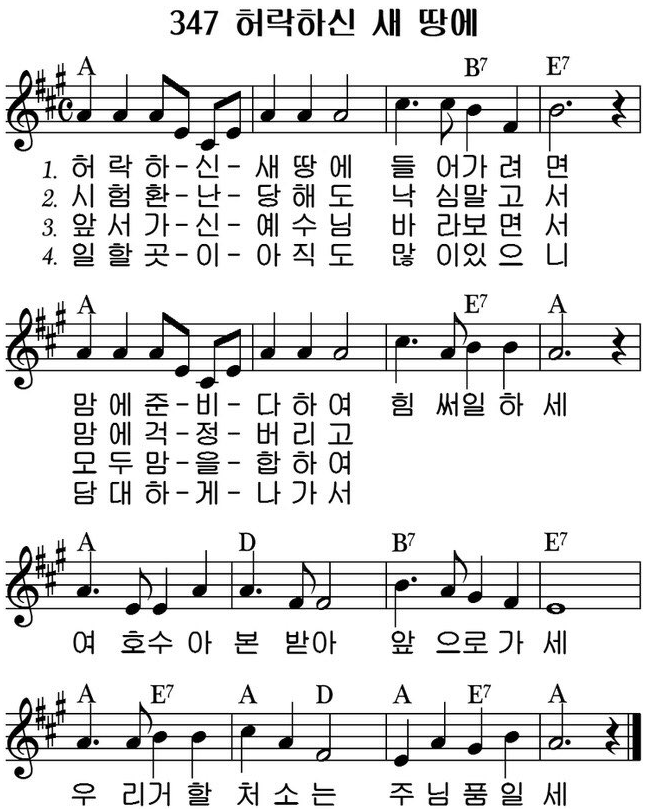 347 허락하신 새 땅에
A B7 E7
1. 허 락 하 - 신 - 새 땅 에 들 어가 려 면
2. 시 험 환 - 난 - 당 해 도 낙 심말 고 서
3. 앞 서 가 - 신 - 예 수 님 바 라보 면 서
4. 일 할 곳 - 이 - 아 직 도 많 이있 으 니
A E7 A
맘 에 준 - 비 - 다 하 여 힘 써일 하 세
맘 에 걱 - 정 - 버 리 고
모 두 맘 - 을 - 합 하 여
담 대 하 - 게 - 나 가 서
A D B7 E7
여 호수 아 본 받아 앞 으로 가 세
A E7 A D A E7 A
우 리거 할 처 소 는 주 님 품 일 세